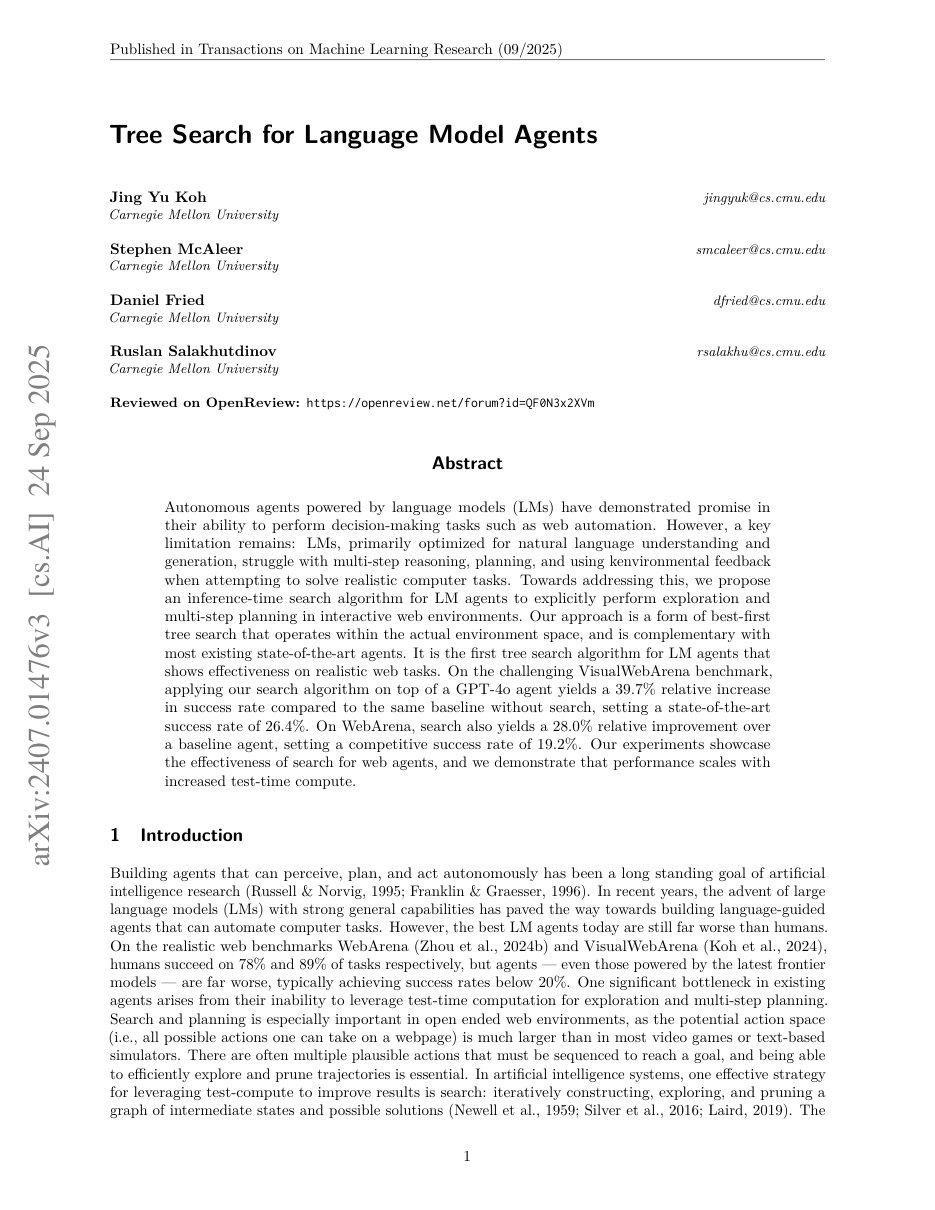 Published in Transactions on Machine Learning Research (09/2025)
Tree Search for Language Model Agents
Jing Yu Koh jingyuk@cs.cmu.edu
Carnegie Mellon University
Stephen McAleer smcaleer@cs.cmu.edu
Carnegie Mellon University
Daniel Fried dfried@cs.cmu.edu
Carnegie Mellon University
Ruslan Salakhutdinov rsalakhu@cs.cmu.edu
Carnegie Mellon University
Reviewed on OpenReview: https://openreview.net/forum?id=QF0N3x2XVm
arXiv:2407.01476v3 [cs.AI] 24 Sep 2025
Abstract
Autonomous agents powered by language models (LMs) have demonstrated promise in
their ability to perform decision-making tasks such as web automation. However, a key
limitation remains: LMs, primarily optimized for natural language understanding and
generation, struggle with multi-step reasoning, planning, and using kenvironmental feedback
when attempting to solve realistic computer tasks. Towards addressing this, we propose
an inference-time search algorithm for LM agents to explicitly perform exploration and
multi-step planning in interactive web environments. Our approach is a form of best-first
tree search that operates within the actual environment space, and is complementary with
most existing state-of-the-art agents. It is the first tree search algorithm for LM agents that
shows effectiveness on realistic web tasks. On the challenging VisualWebArena benchmark,
applying our search algorithm on top of a GPT-4o agent yields a 39.7% relative increase
in success rate compared to the same baseline without search, setting a state-of-the-art
success rate of 26.4%. On WebArena, search also yields a 28.0% relative improvement over
a baseline agent, setting a competitive success rate of 19.2%. Our experiments showcase
the effectiveness of search for web agents, and we demonstrate that performance scales with
increased test-time compute.
1 Introduction
Building agents that can perceive, plan, and act autonomously has been a long standing goal of artificial
intelligence research (Russell & Norvig, 1995; Franklin & Graesser, 1996). In recent years, the advent of large
language models (LMs) with strong general capabilities has paved the way towards building language-guided
agents that can automate computer tasks. However, the best LM agents today are still far worse than humans.
On the realistic web benchmarks WebArena (Zhou et al., 2024b) and VisualWebArena (Koh et al., 2024),
humans succeed on 78% and 89% of tasks respectively, but agents — even those powered by the latest frontier
models — are far worse, typically achieving success rates below 20%. One significant bottleneck in existing
agents arises from their inability to leverage test-time computation for exploration and multi-step planning.
Search and planning is especially important in open ended web environments, as the potential action space
(i.e., all possible actions one can take on a webpage) is much larger than in most video games or text-based
simulators. There are often multiple plausible actions that must be sequenced to reach a goal, and being able
to efficiently explore and prune trajectories is essential. In artificial intelligence systems, one effective strategy
for leveraging test-compute to improve results is search: iteratively constructing, exploring, and pruning a
graph of intermediate states and possible solutions (Newell et al., 1959; Silver et al., 2016; Laird, 2019). The
1